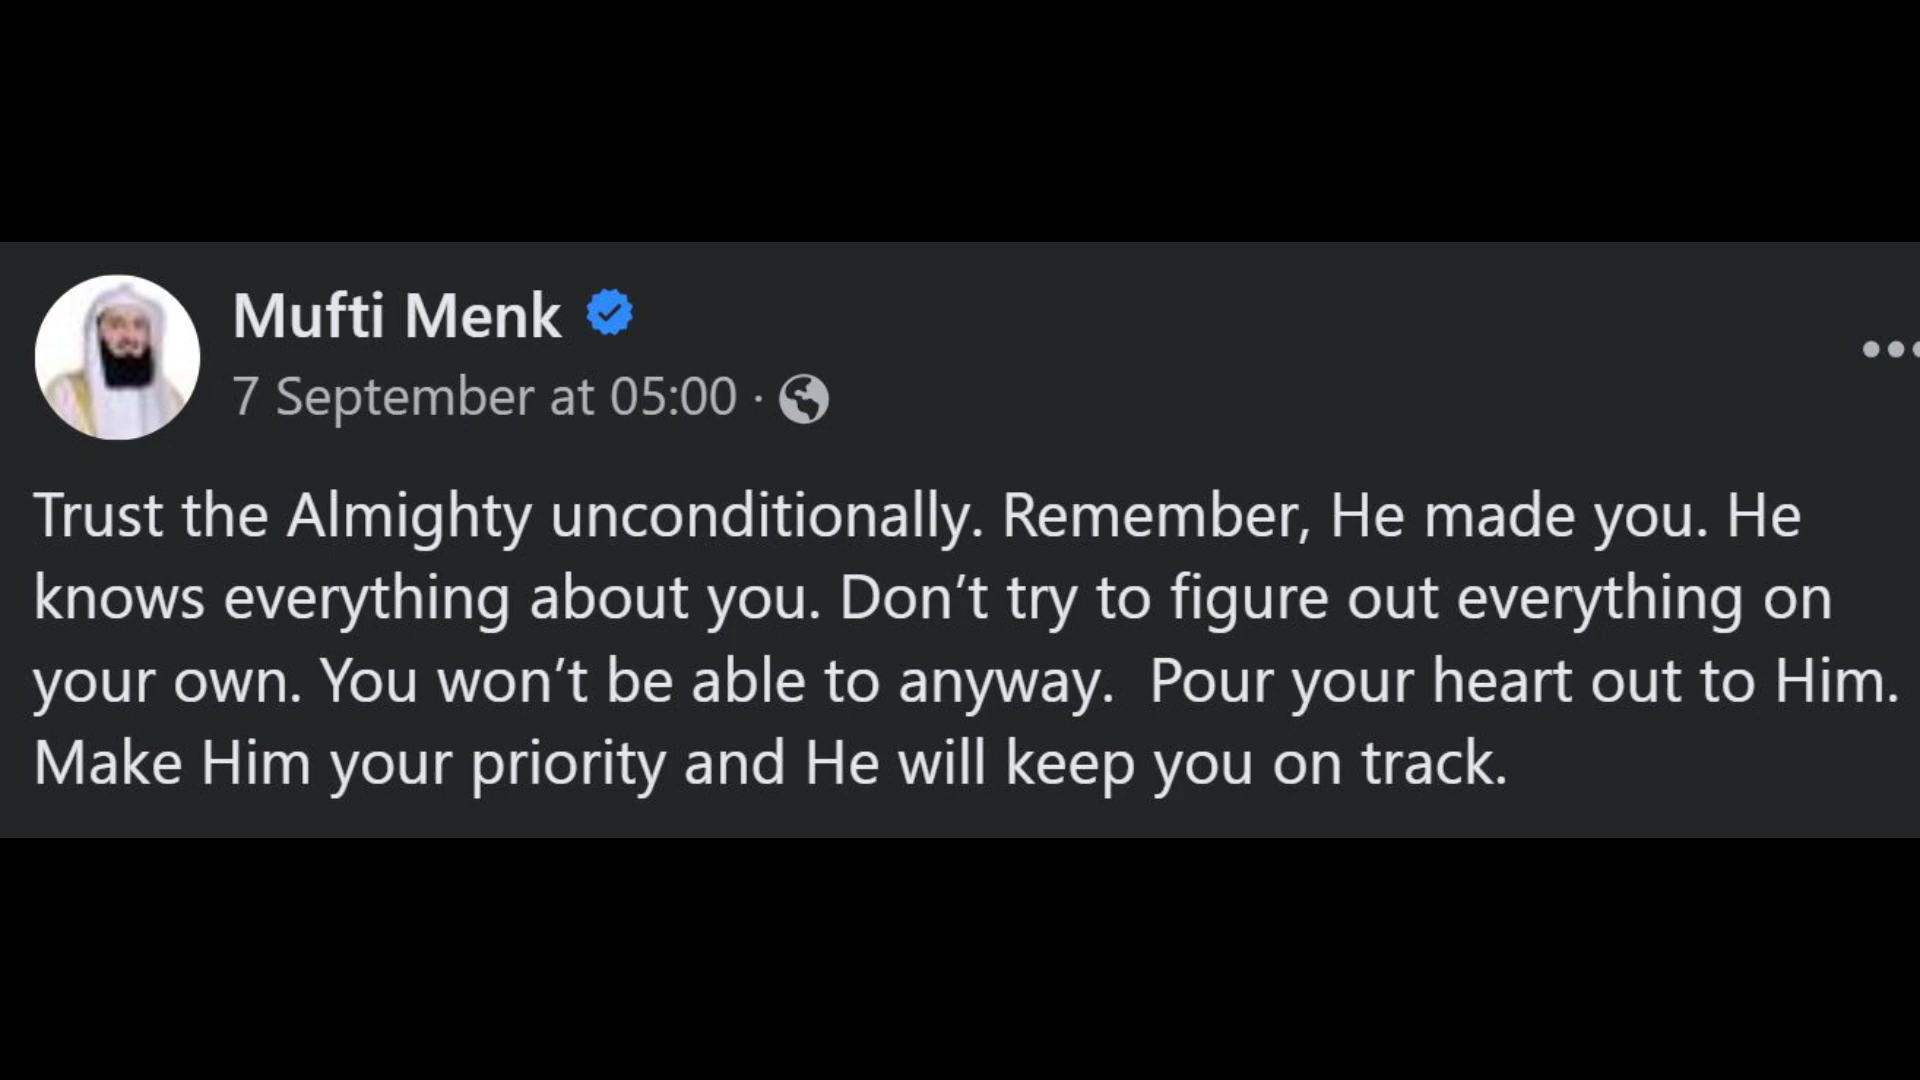 Mufti Menk
7 September at 05:00 ·
Trust the Almighty unconditionally. Remember, He made you. He
knows everything about you. Don’t try to figure out everything on
your own. You won’t be able to anyway.  Pour your heart out to Him.
Make Him your priority and He will keep you on track.